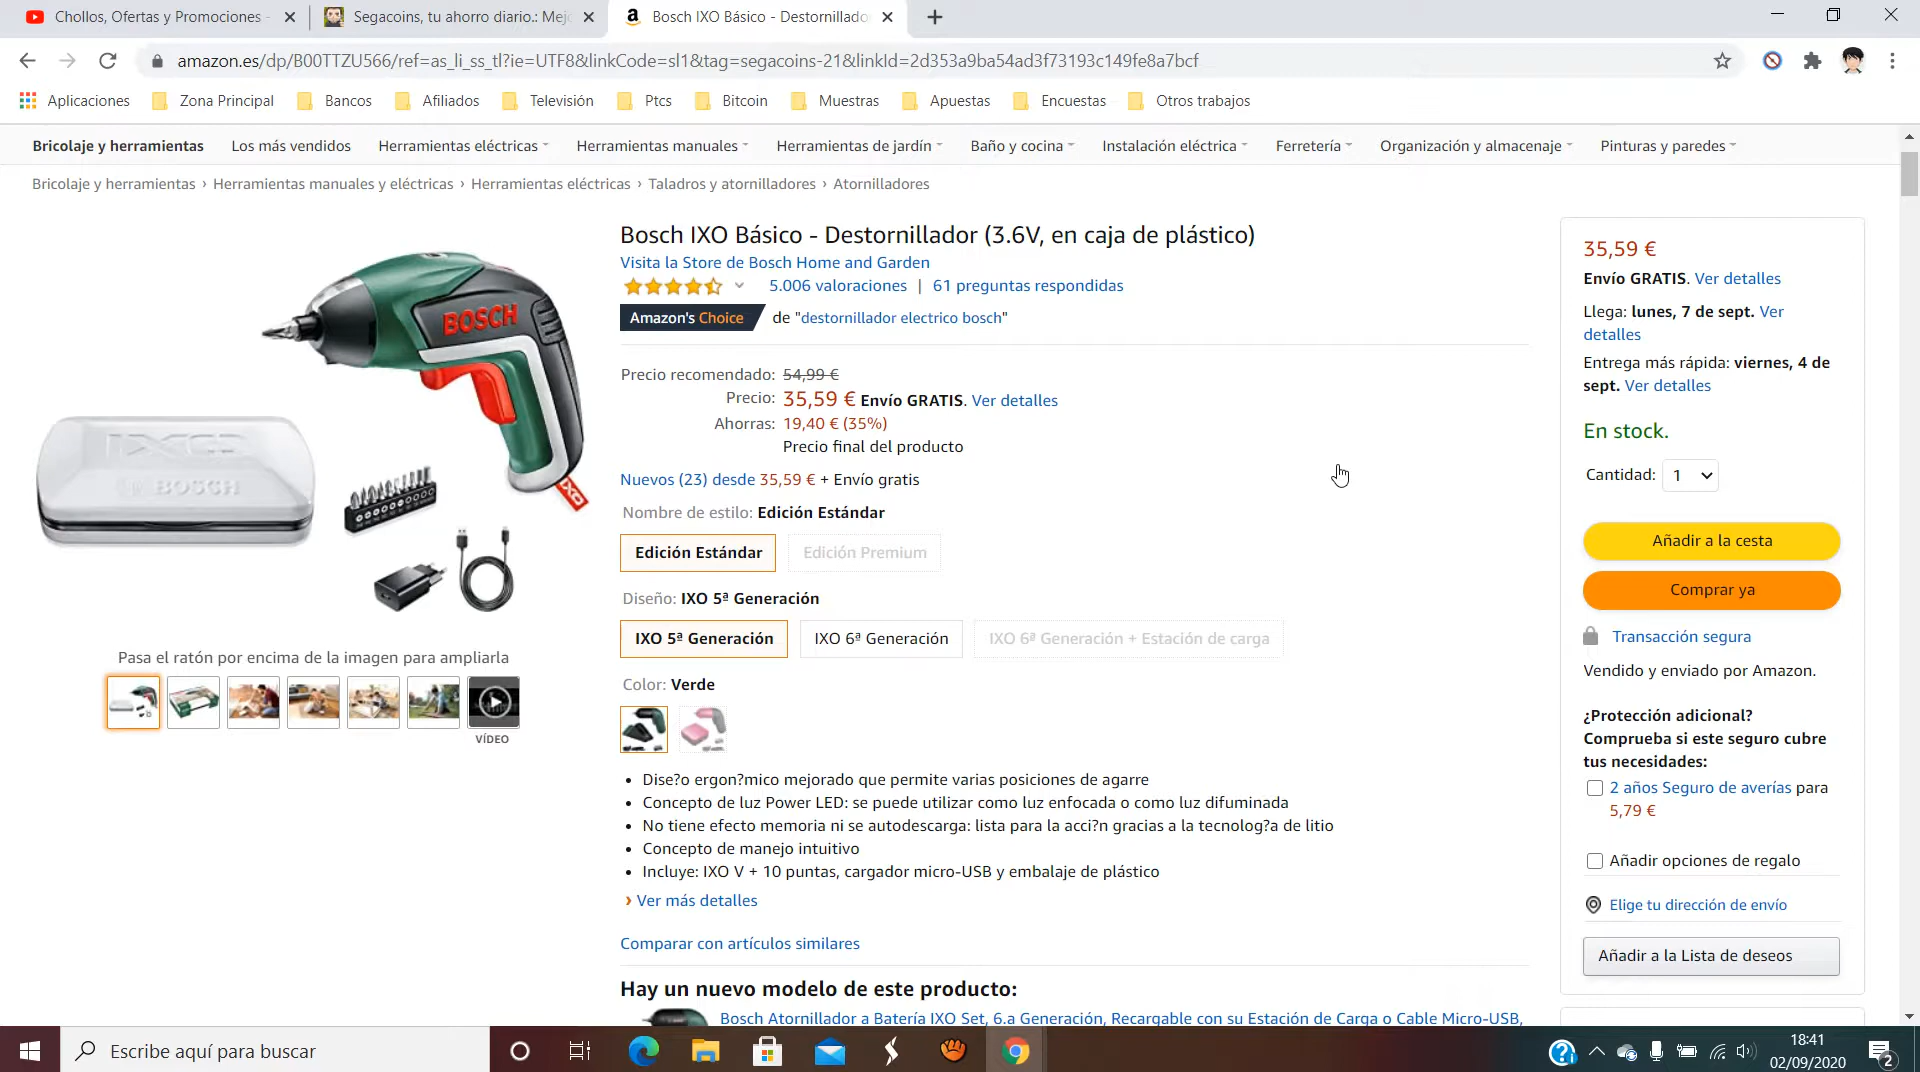 Chollos, Ofertas y Promociones -
Segacoins, tu ahorro diario.: Mej
Bosch IXO Básico - Destornillado
amazon.es/dp/B00TTZU566/ref=as_li_ss_tl?ie=UTF8&linkCode=sl1&tag=segacoins-21&linkId=2d353a9ba54ad3f73193c149fe8a7bcf
Aplicaciones Zona Principal Bancos Afiliados Televisión Ptcs Bitcoin Muestras Apuestas Encuestas Otros trabajos
Bricolaje y herramientas Los más vendidos Herramientas eléctricas Herramientas manuales Herramientas de jardín Baño y cocina Instalación eléctrica Ferretería Organización y almacenaje Pinturas y paredes
Bricolaje y herramientas › Herramientas manuales y eléctricas › Herramientas eléctricas › Taladros y atornilladores › Atornilladores
BOSCH
IXO
IXO
BOSCH
Pasa el ratón por encima de la imagen para ampliarla
VÍDEO
Bosch IXO Básico - Destornillador (3.6V, en caja de plástico)
Visita la Store de Bosch Home and Garden
5.006 valoraciones | 61 preguntas respondidas
Amazon's Choice de "destornillador electrico bosch"
Precio recomendado: 54,99 €
Precio: 35,59 € Envío GRATIS. Ver detalles
Ahorras: 19,40 € (35%)
Precio final del producto
Nuevos (23) desde 35,59 € + Envío gratis
Nombre de estilo: Edición Estándar
Edición Estándar Edición Premium
Diseño: IXO 5ª Generación
IXO 5ª Generación IXO 6ª Generación IXO 6ª Generación + Estación de carga
Color: Verde
• Dise?o ergon?mico mejorado que permite varias posiciones de agarre
• Concepto de luz Power LED: se puede utilizar como luz enfocada o como luz difuminada
• No tiene efecto memoria ni se autodescarga: lista para la acci?n gracias a la tecnolog?a de litio
• Concepto de manejo intuitivo
• Incluye: IXO V + 10 puntas, cargador micro-USB y embalaje de plástico
› Ver más detalles
Comparar con artículos similares
Hay un nuevo modelo de este producto:
Bosch Atornillador a Batería IXO Set, 6.a Generación, Recargable con su Estación de Carga o Cable Micro-USB,
35,59 €
Envío GRATIS. Ver detalles
Llega: lunes, 7 de sept. Ver
detalles
Entrega más rápida: viernes, 4 de
sept. Ver detalles
En stock.
Cantidad: 1
Añadir a la cesta
Comprar ya
Transacción segura
Vendido y enviado por Amazon.
¿Protección adicional?
Comprueba si este seguro cubre
tus necesidades:
2 años Seguro de averías para
5,79 €
Añadir opciones de regalo
Elige tu dirección de envío
Añadir a la Lista de deseos
Escribe aquí para buscar
18:41
02/09/2020
2